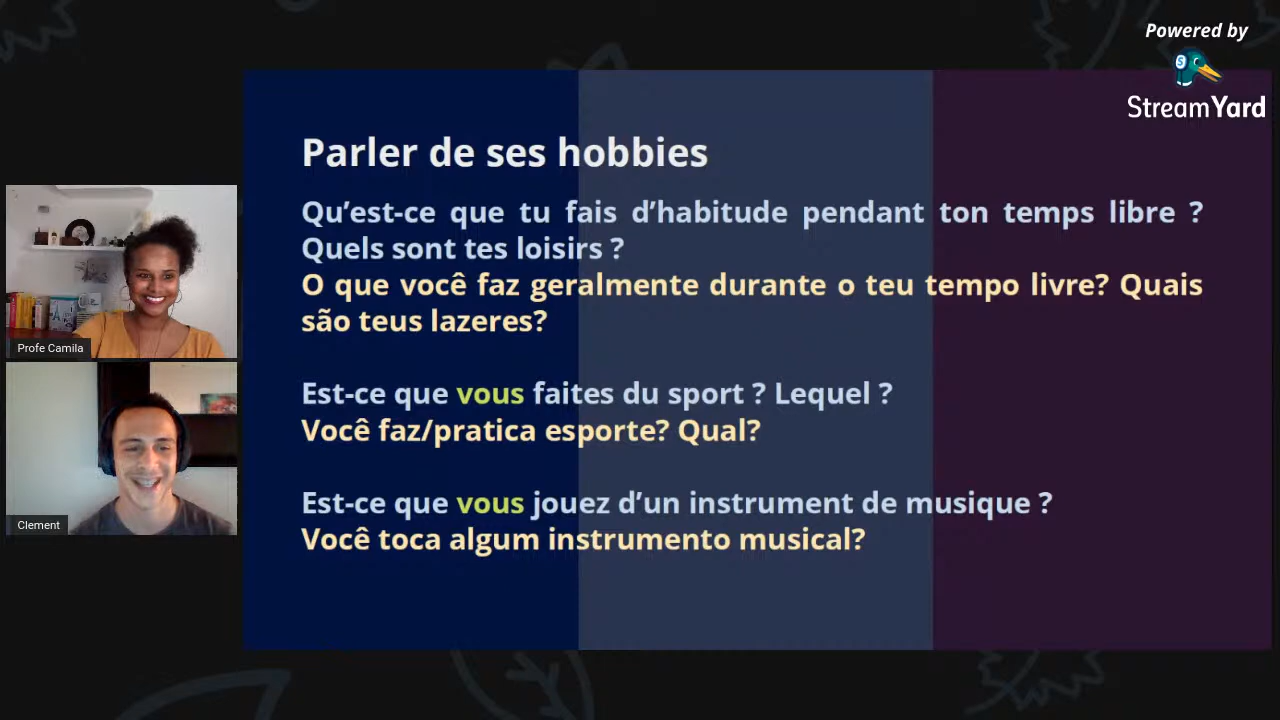 Powered by
StreamYard
Parler de ses hobbies
Qu’est-ce que tu fais d’habitude pendant ton temps libre ?
Quels sont tes loisirs ?
O que você faz geralmente durante o teu tempo livre? Quais
são teus lazeres?
Est-ce que vous faites du sport ? Lequel ?
Você faz/pratica esporte? Qual?
Est-ce que vous jouez d’un instrument de musique ?
Você toca algum instrumento musical?
Profe Camila
Clement